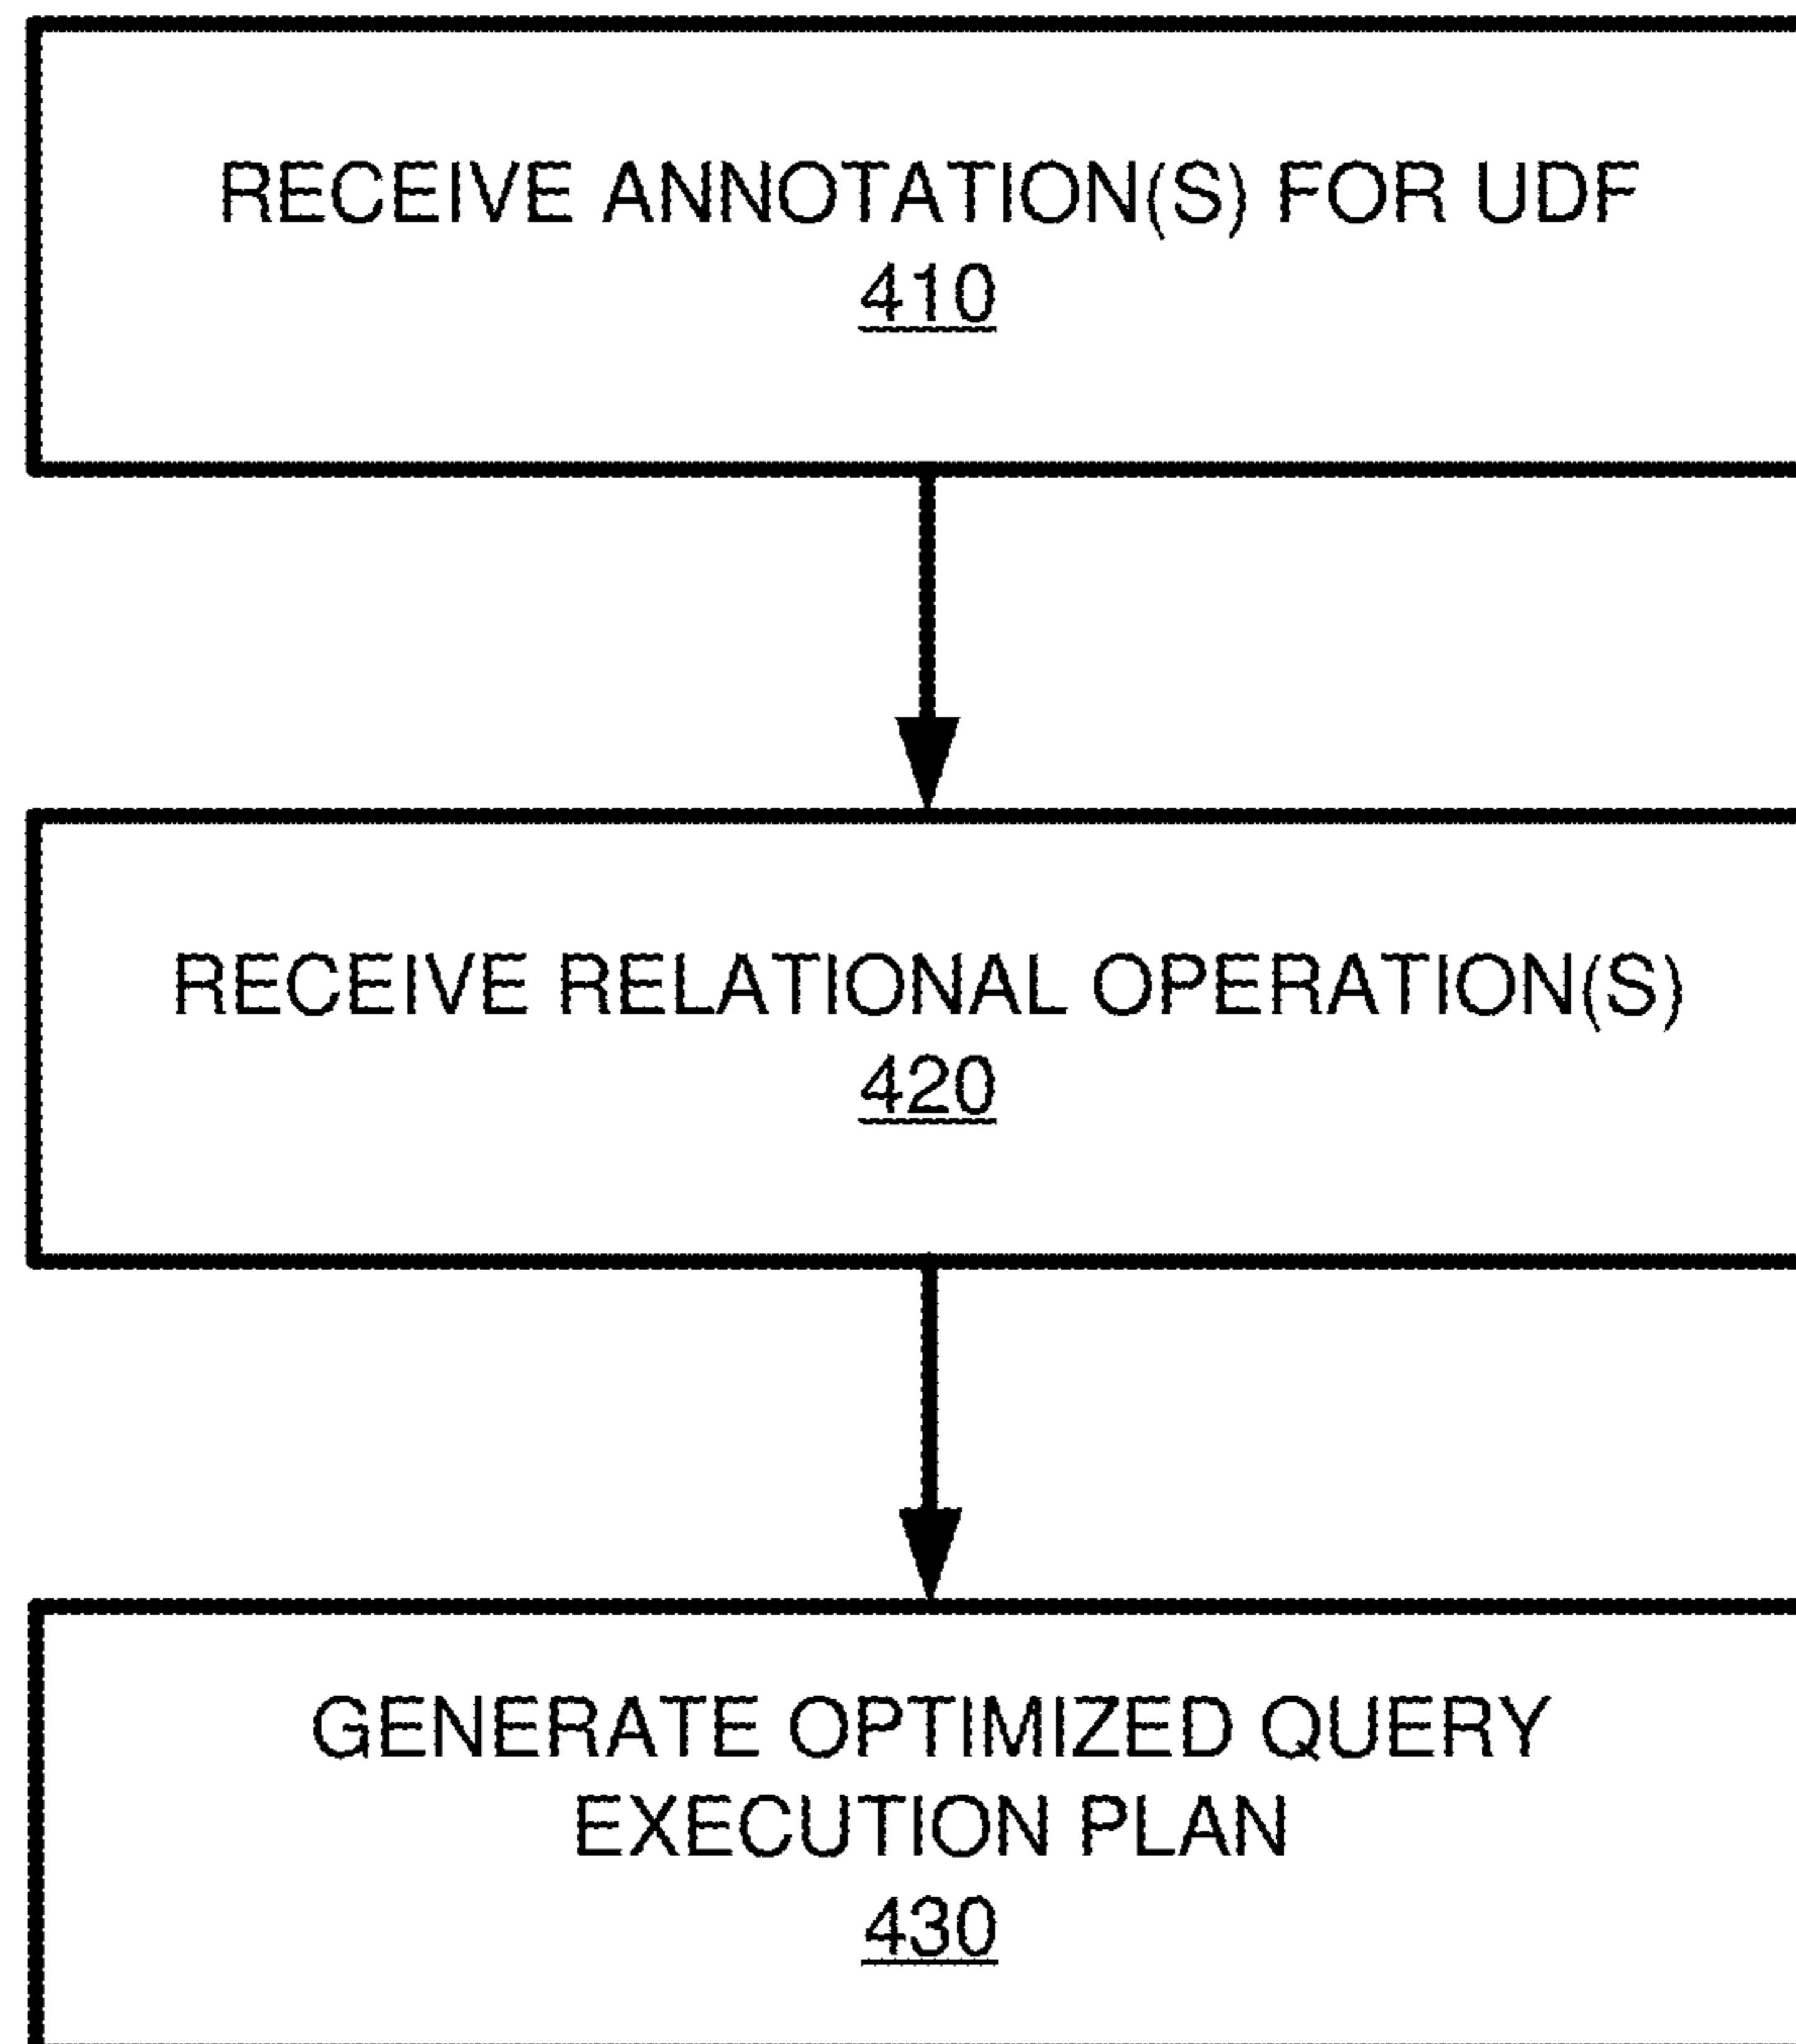 RECEIVE ANNOTATION(S) FOR UDF
410
RECEIVE RELATIONAL OPERATION(S)
420
GENERATE OPTIMIZED QUERY
EXECUTION PLAN
430